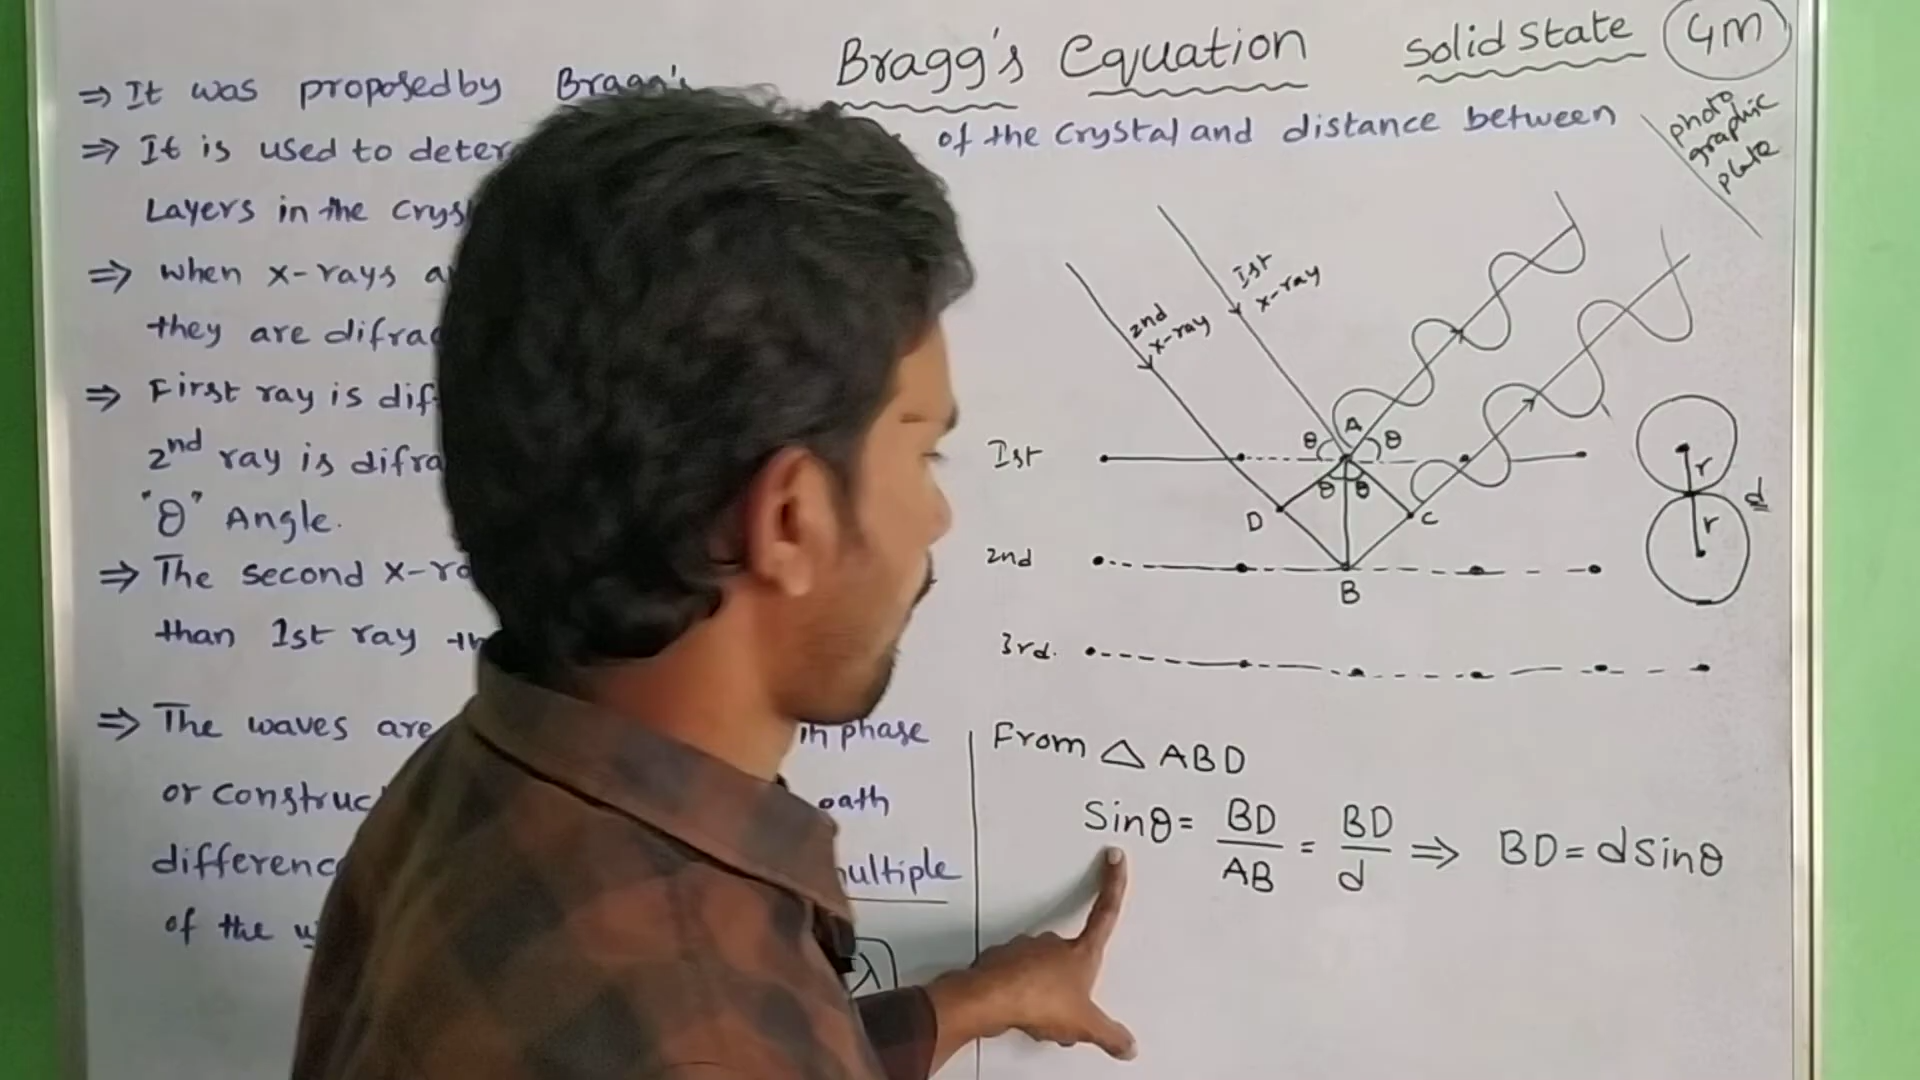 Bragg's Equation Solid State 4M
⇒ It was proposed by Bragg's
⇒ It is used to deter of the Crystal and distance between
Layers in the Crys
⇒ when x-rays a
they are difrac
⇒ First ray is dif
2nd ray is difra
"θ" Angle.
⇒ The second x-ra
than 1st ray th
⇒ The waves are in phase
or construc path
difference multiple
of the
λ
photo
graphic
plate
Ist
x-ray
2nd
x-ray
A
θ θ
Ist
θ θ
D C
2nd
B
3rd.
r
d
r
From △ ABD
Sinθ = BD/AB = BD/d ⇒ BD = dSinθ